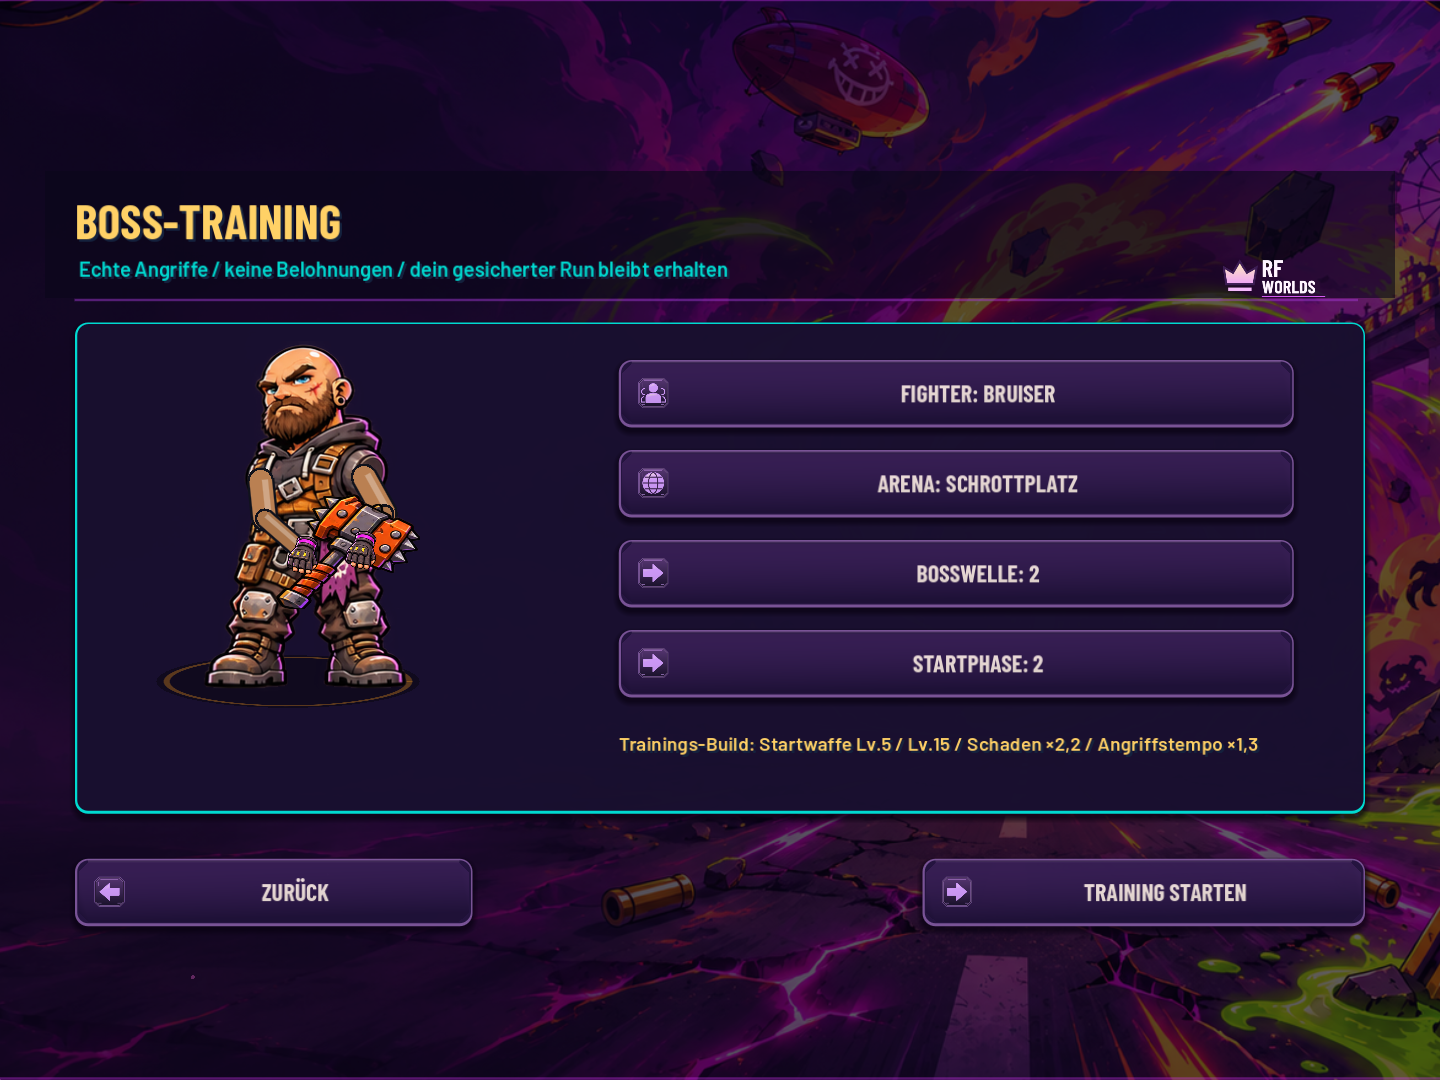 BOSS-TRAINING
Echte Angriffe / keine Belohnungen / dein gesicherter Run bleibt erhalten
RF
WORLDS
FIGHTER: BRUISER
ARENA: SCHROTTPLATZ
BOSSWELLE: 2
STARTPHASE: 2
Trainings-Build: Startwaffe Lv.5 / Lv.15 / Schaden ×2,2 / Angriffstempo ×1,3
ZURÜCK
TRAINING STARTEN